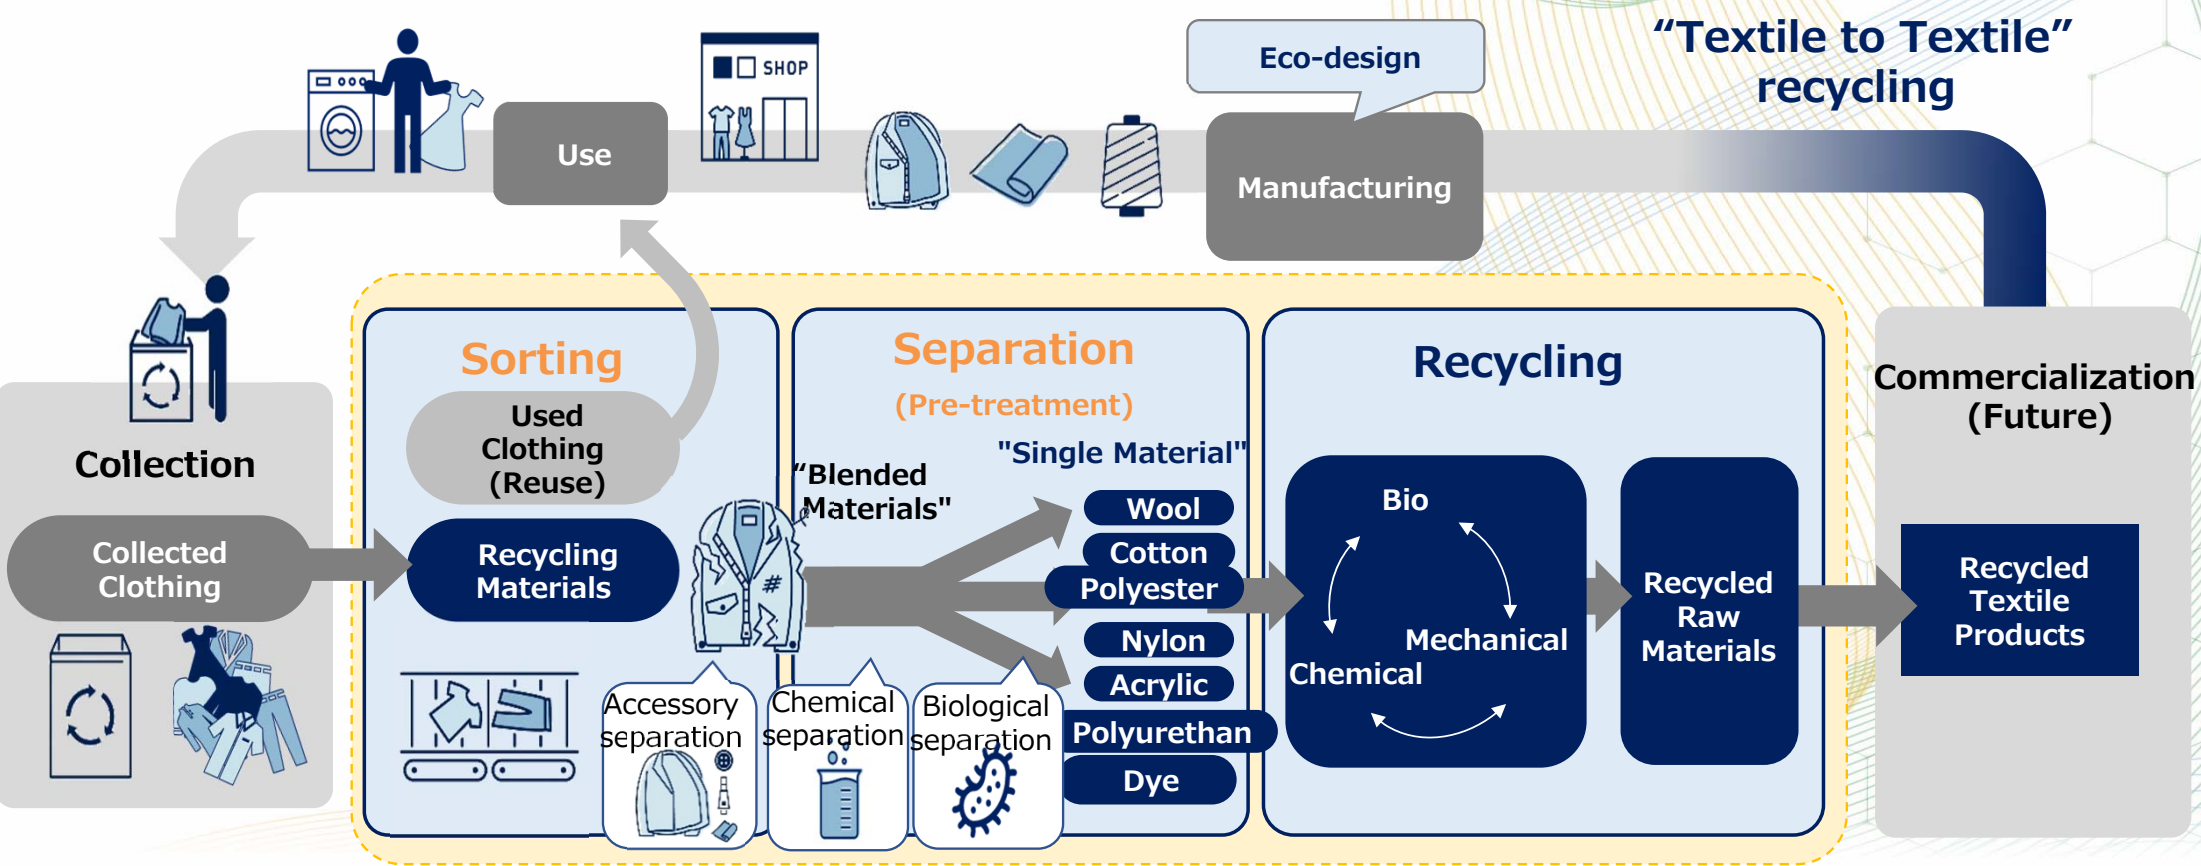 “Textile to Textile”
recycling
SHOP
Eco-design
Use
Manufacturing
Collection
Collected
Clothing
Sorting
Used
Clothing
(Reuse)
Recycling
Materials
Separation
(Pre-treatment)
"Single Material"
“Blended
Materials"
Wool
Cotton
Polyester
Nylon
Acrylic
Polyurethan
Dye
Accessory
separation
Chemical
separation
Biological
separation
Recycling
Bio
Mechanical
Chemical
Recycled
Raw
Materials
Commercialization
(Future)
Recycled
Textile
Products